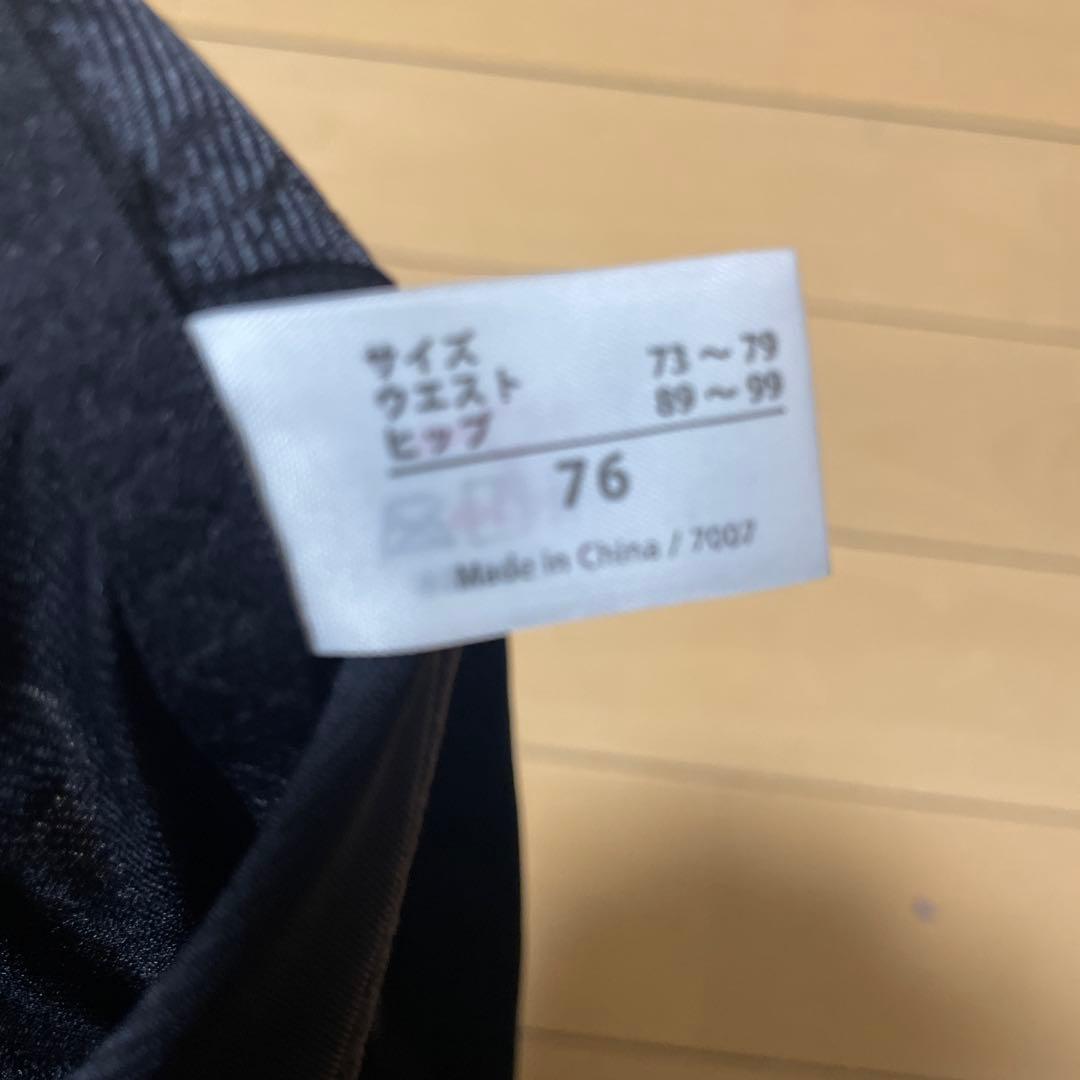 サイズ
ウエスト 73～79
ヒップ 89～99
76
Made in China / 7007